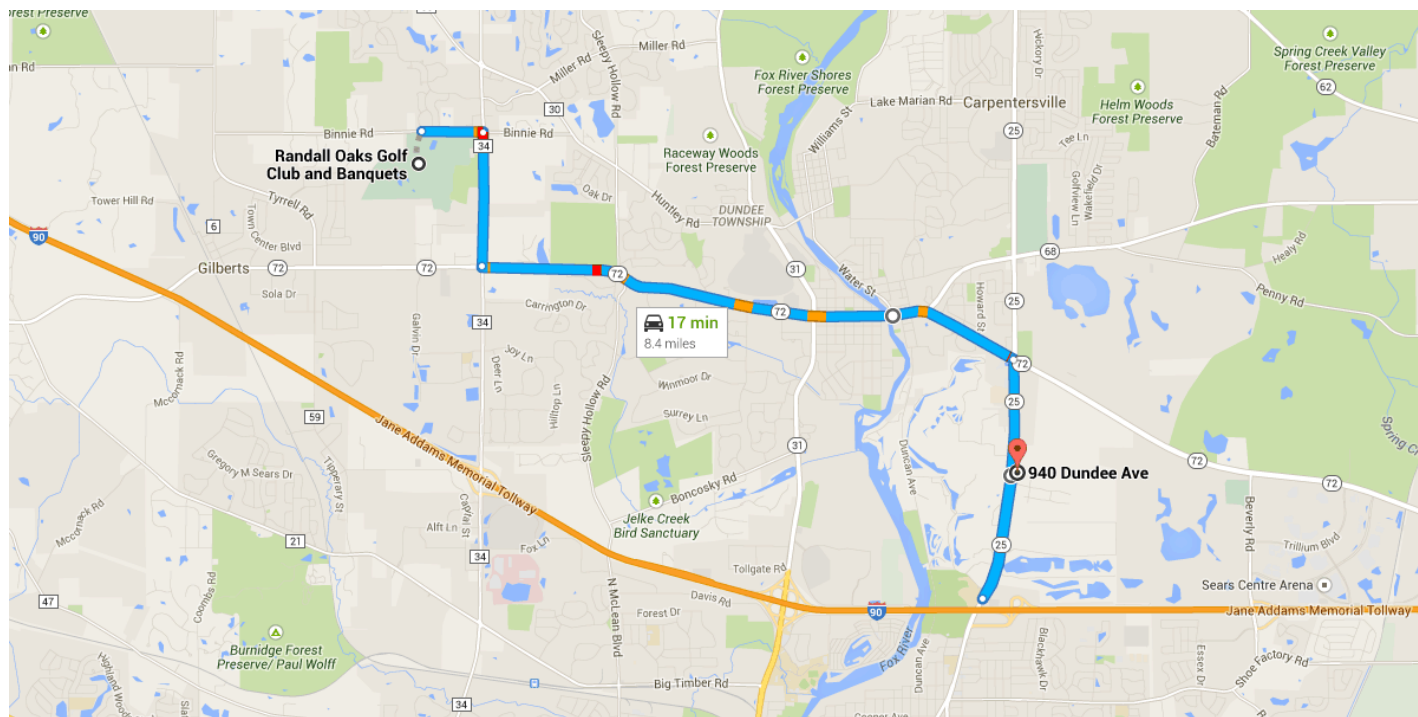 Forest Preserve
Miller Rd
Sleepy Hollow Rd
Miller Rd
Fox River Shores
Forest Preserve
Hickory Dr
Spring Creek Valley
Forest Preserve
62
Lake Marian Rd
Carpentersville
Helm Woods
Forest Preserve
Bateman Rd
30
Williams St
25
Tee Ln
Binnie Rd
Binnie Rd
34
Raceway Woods
Forest Preserve
Randall Oaks Golf
Club and Banquets
Golfview Ln
Wakefield Dr
Tower Hill Rd
Tyrrell Rd
Oak Dr
Huntley Rd
DUNDEE
TOWNSHIP
6
Town Center Blvd
90
68
Healy Rd
Gilberts
72
72
72
31
Water St
Howard St
25
Penny Rd
Sola Dr
Carrington Dr
72
17 min
8.4 miles
34
Galvin Dr
Joy Ln
Deer Ln
Hilltop Ln
Winmoor Dr
72
Mccornack Rd
59
Surrey Ln
25
Jane Addams Memorial Tollway
Sleepy Hollow Rd
31
Duncan Ave
Spring C
Gregory M Sears Dr
Tipperary St
Boncosky Rd
940 Dundee Ave
72
72
Mccornack Rd
Capital St
Jelke Creek
Bird Sanctuary
Beverly Rd
Alft Ln
21
Fox Ln
25
Trillium Blvd
34
Tollgate Rd
Sears Centre Arena
47
Coombs Rd
N McLean Blvd
Davis Rd
Forest Dr
90
Jane Addams Memorial Tollway
Burnidge Forest
Preserve/ Paul Wolff
Fox River
Duncan Ave
Blackhawk Dr
Essex Dr
Shoe Factory Rd
Big Timber Rd
34
Highland Woods